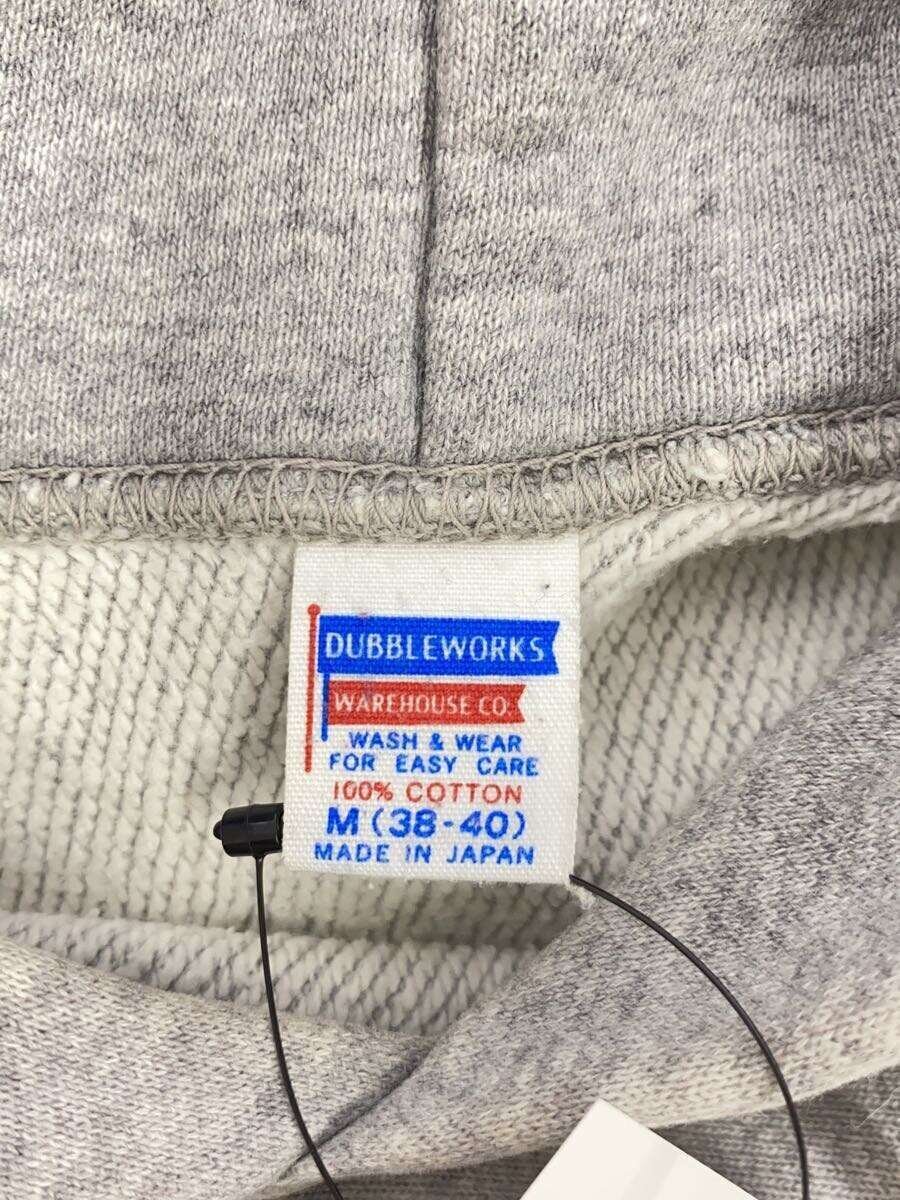 DUBBLEWORKS
WAREHOUSE CO.
WASH & WEAR
FOR EASY CARE
100% COTTON
M (38-40)
MADE IN JAPAN